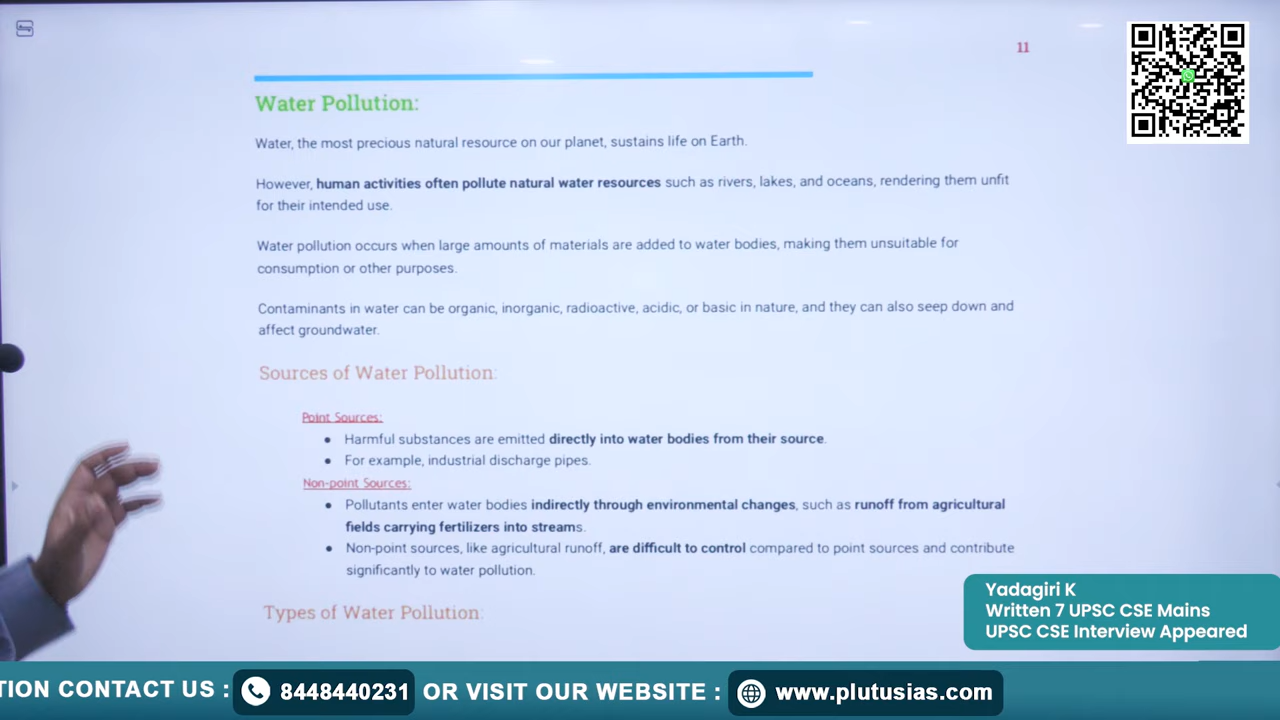 11
Water Pollution:
Water, the most precious natural resource on our planet, sustains life on Earth.
However, human activities often pollute natural water resources such as rivers, lakes, and oceans, rendering them unfit
for their intended use.
Water pollution occurs when large amounts of materials are added to water bodies, making them unsuitable for
consumption or other purposes.
Contaminants in water can be organic, inorganic, radioactive, acidic, or basic in nature, and they can also seep down and
affect groundwater.
Sources of Water Pollution:
Point Sources:
● Harmful substances are emitted directly into water bodies from their source.
● For example, industrial discharge pipes.
Non-point Sources:
● Pollutants enter water bodies indirectly through environmental changes, such as runoff from agricultural
fields carrying fertilizers into streams.
● Non-point sources, like agricultural runoff, are difficult to control compared to point sources and contribute
significantly to water pollution.
Types of Water Pollution:
Yadagiri K
Written 7 UPSC CSE Mains
UPSC CSE Interview Appeared
TION CONTACT US : 8448440231 OR VISIT OUR WEBSITE : www.plutusias.com